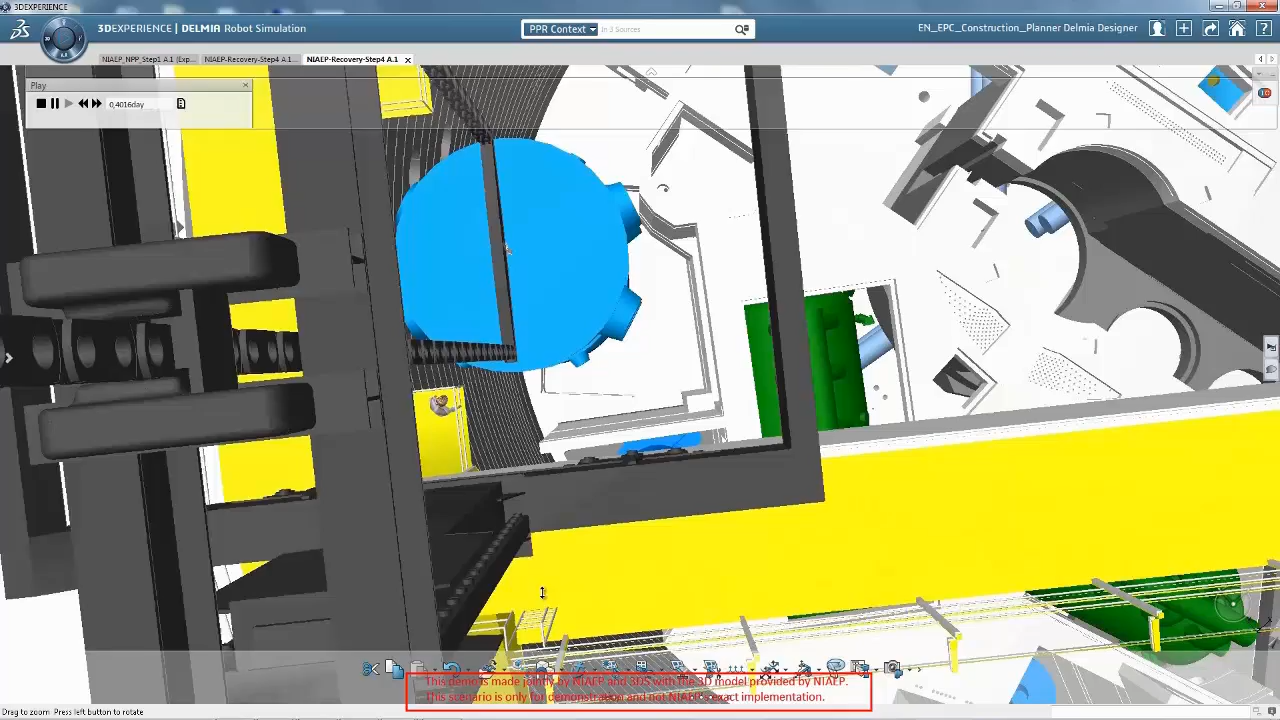 3DEXPERIENCE
3DEXPERIENCE | DELMIA Robot Simulation
PPR Context
in 3 Sources
EN_EPC_Construction_Planner Delmia Designer
NIAEP_NPP_Step1 A.1 (Exp...
NIAEP-Recovery-Step4 A.1...
NIAEP-Recovery-Step4 A.1
Play
0,4016day
This demo is made jointly by NIAEP and 3DS with the 3D model provided by NIAEP.
This scenario is only for demonstration and not NIAEP's exact implementation.
Drag to zoom: Press left button to rotate